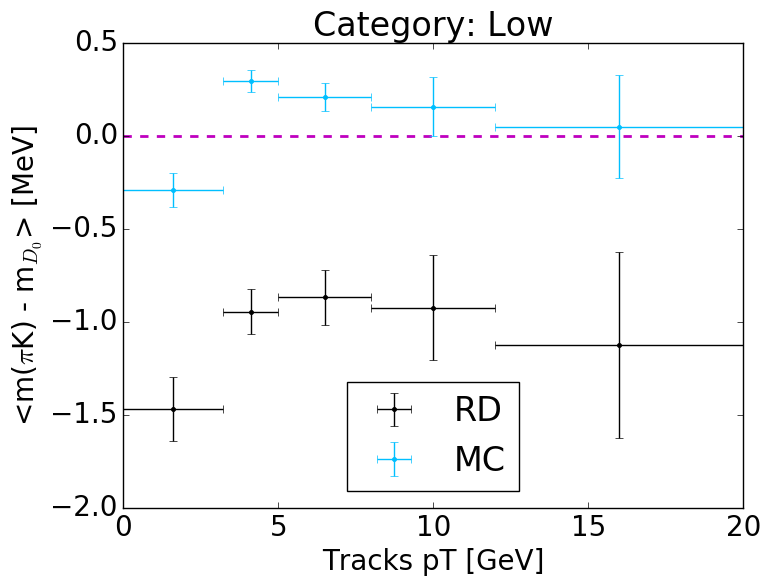 Category: Low
<m(πK) - m_{D_0}> [MeV]
0.5
0.0
−0.5
−1.0
−1.5
−2.0
RD
MC
0 5 10 15 20
Tracks pT [GeV]